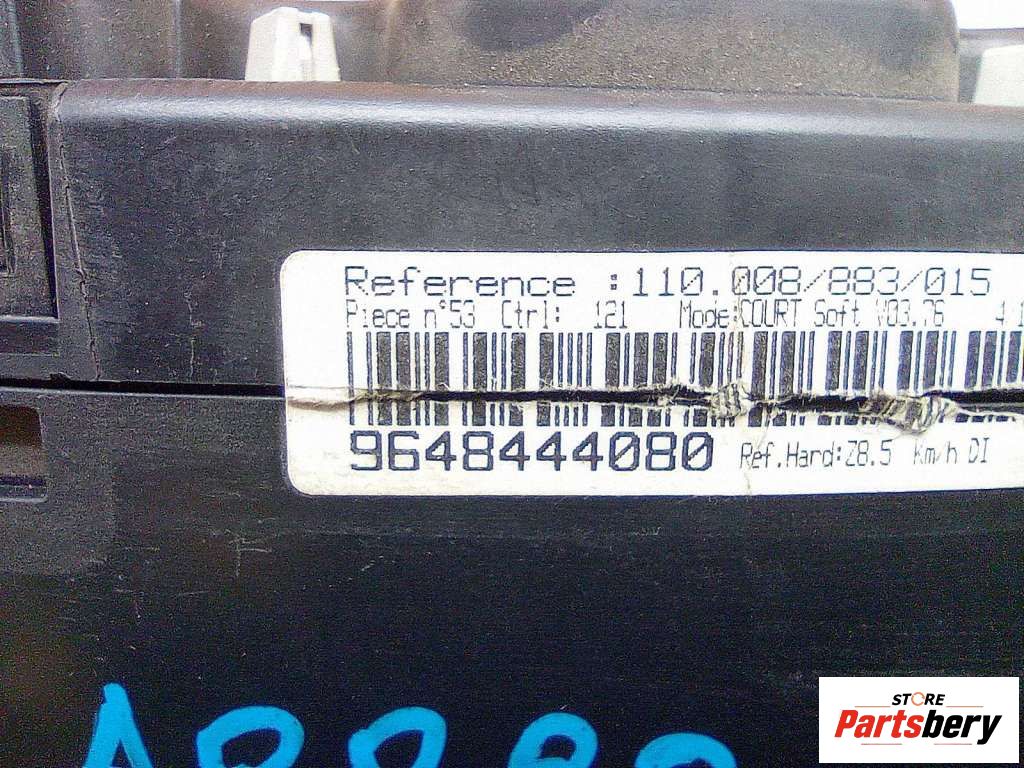 Reference :110.008/883/015
Piece n°53 Ctrl: 121 Mode:COURT Soft V03.76
9648444080 Ref.Hard:Z8.5 km/h DI
STORE
Partsbery